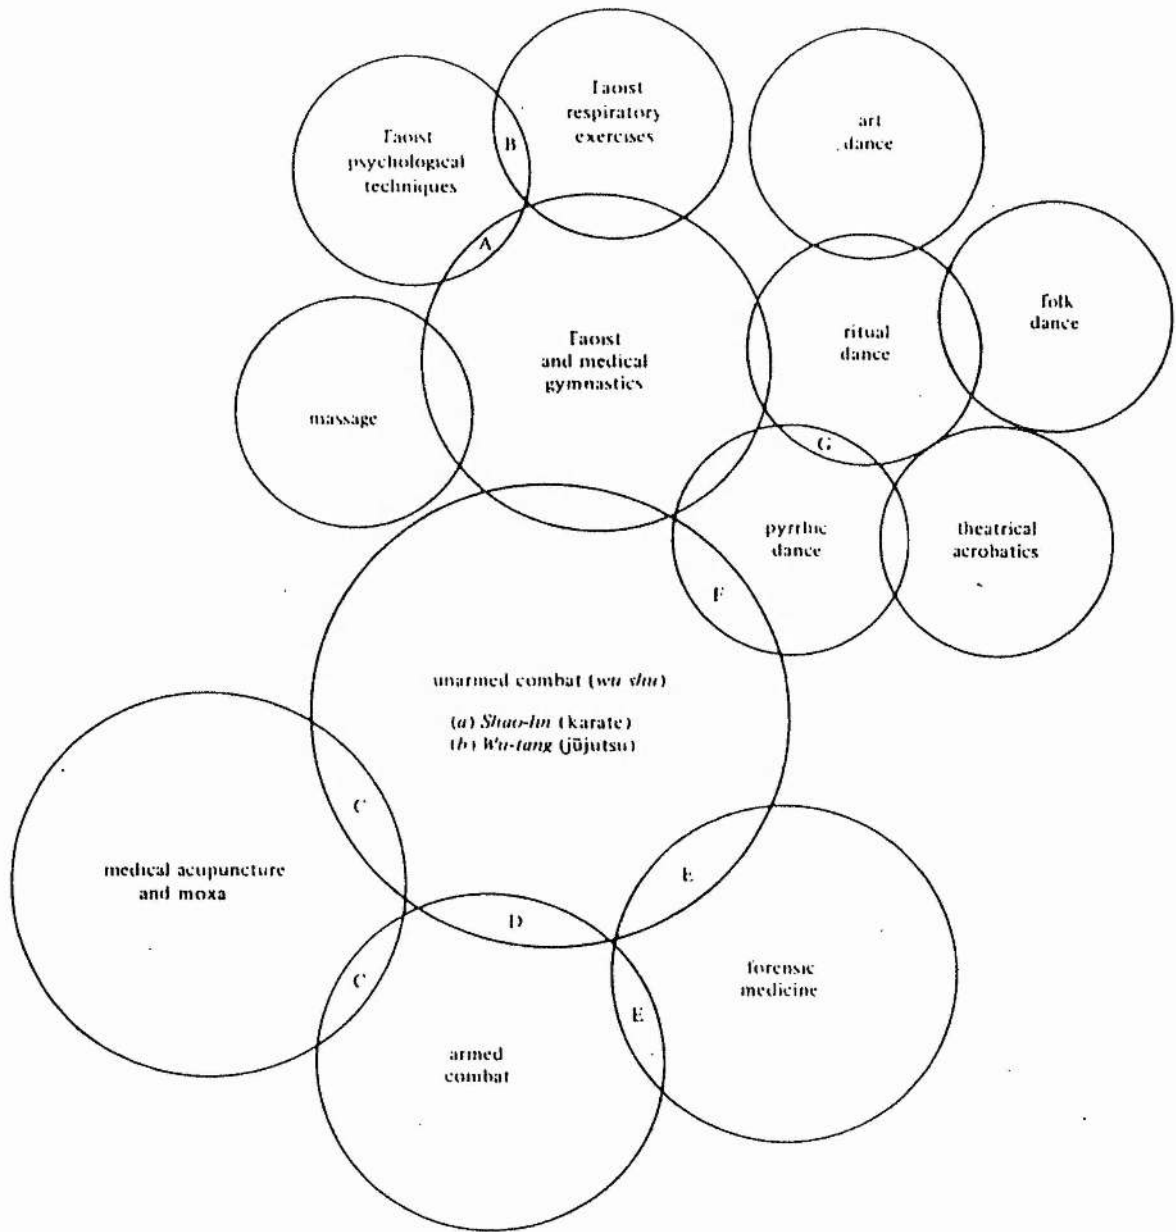 Taoist
respiratory
exercises
art
dance
Taoist
psychological
techniques
B
A
folk
dance
ritual
dance
Taoist
and medical
gymnastics
massage
G
pyrrhic
dance
theatrical
acrobatics
F
unarmed combat (wu shu)
(a) Shao-lin (karate)
(b) Wu-tang (jūjutsu)
C
medical acupuncture
and moxa
E
D
C
forensic
medicine
E
armed
combat